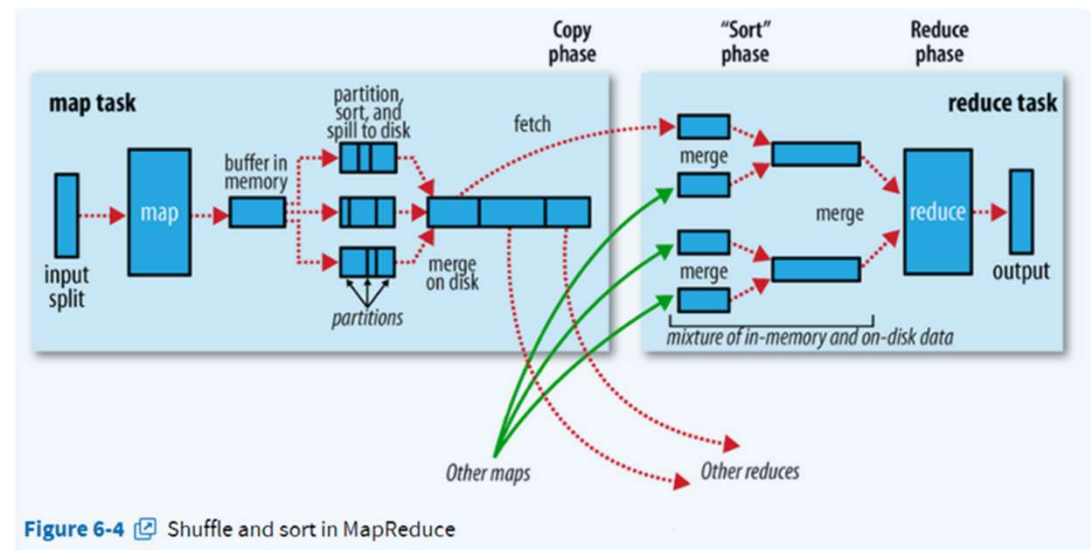 Copy
phase
"Sort"
phase
Reduce
phase
map task
partition,
sort, and
spill to disk
fetch
reduce task
buffer in
memory
merge
map
merge
reduce
input
split
merge
on disk
merge
output
partitions
mixture of in-memory and on-disk data
Other maps
Other reduces
Figure 6-4 Shuffle and sort in MapReduce